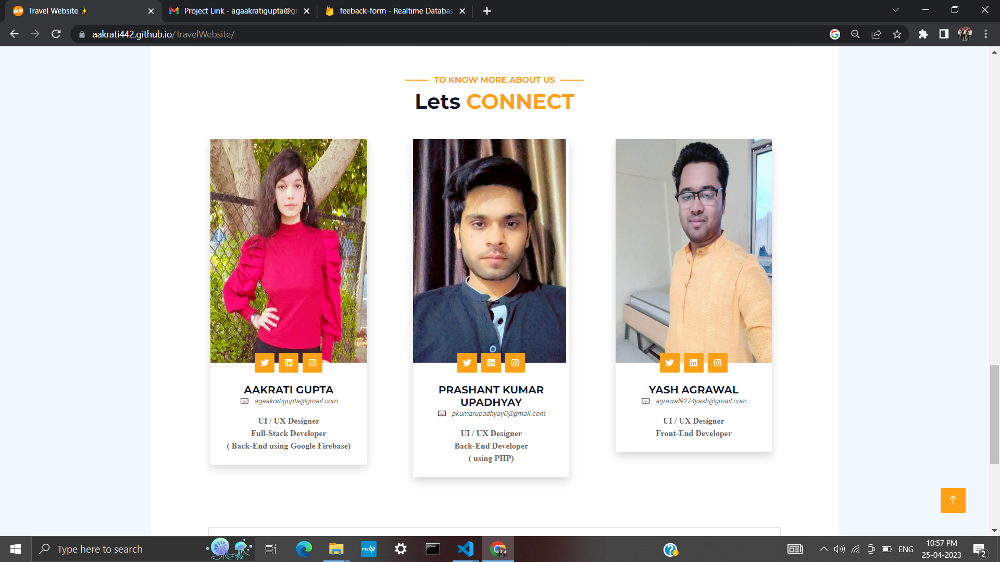 AP Travel Website✨
Project Link - agaakratigupta@gr
feeback-form - Realtime Databas
aakrati442.github.io/TravelWebsite/
TO KNOW MORE ABOUT US
Lets CONNECT
AAKRATI GUPTA
agaakratigupta@gmail.com
UI / UX Designer
Full-Stack Developer
( Back-End using Google Firebase)
PRASHANT KUMAR
UPADHYAY
pkumarupadhyay0@gmail.com
UI / UX Designer
Back-End Developer
( using PHP)
YASH AGRAWAL
agrawal9274yash@gmail.com
UI / UX Designer
Front-End Developer
Type here to search
myhp
ENG
10:57 PM
25-04-2023
2